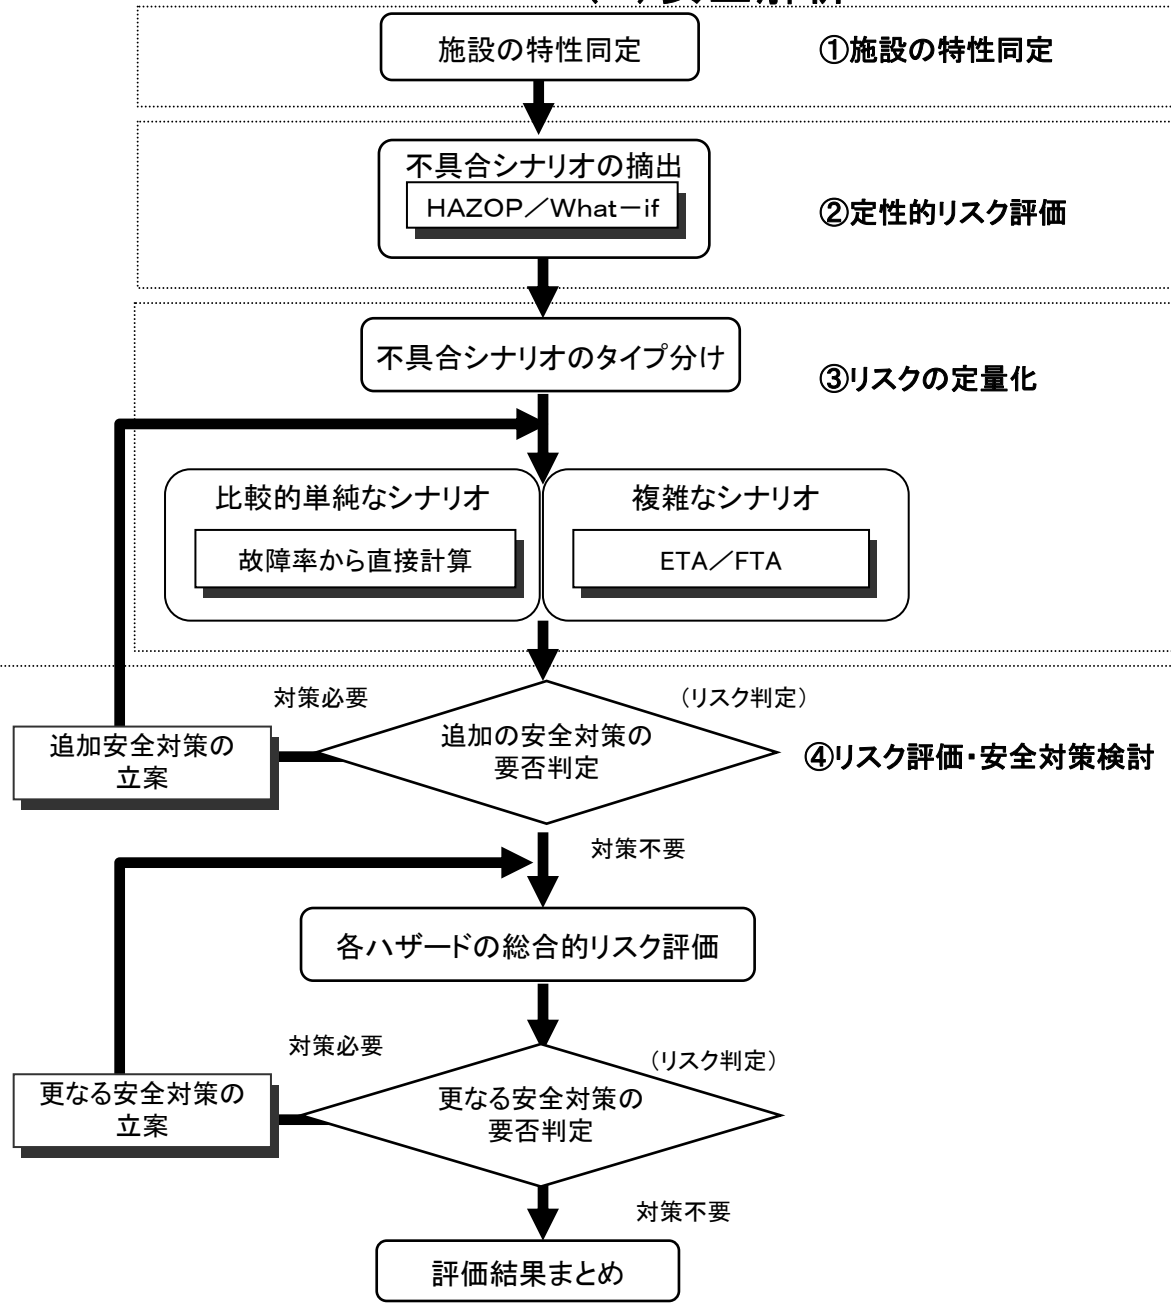 施設の特性同定
①施設の特性同定
不具合シナリオの摘出
HAZOP／What－if
②定性的リスク評価
不具合シナリオのタイプ分け
③リスクの定量化
比較的単純なシナリオ
複雑なシナリオ
故障率から直接計算
ETA／FTA
対策必要
（リスク判定）
追加安全対策の
立案
追加の安全対策の
要否判定
④リスク評価・安全対策検討
対策不要
各ハザードの総合的リスク評価
対策必要
（リスク判定）
更なる安全対策の
立案
更なる安全対策の
要否判定
対策不要
評価結果まとめ